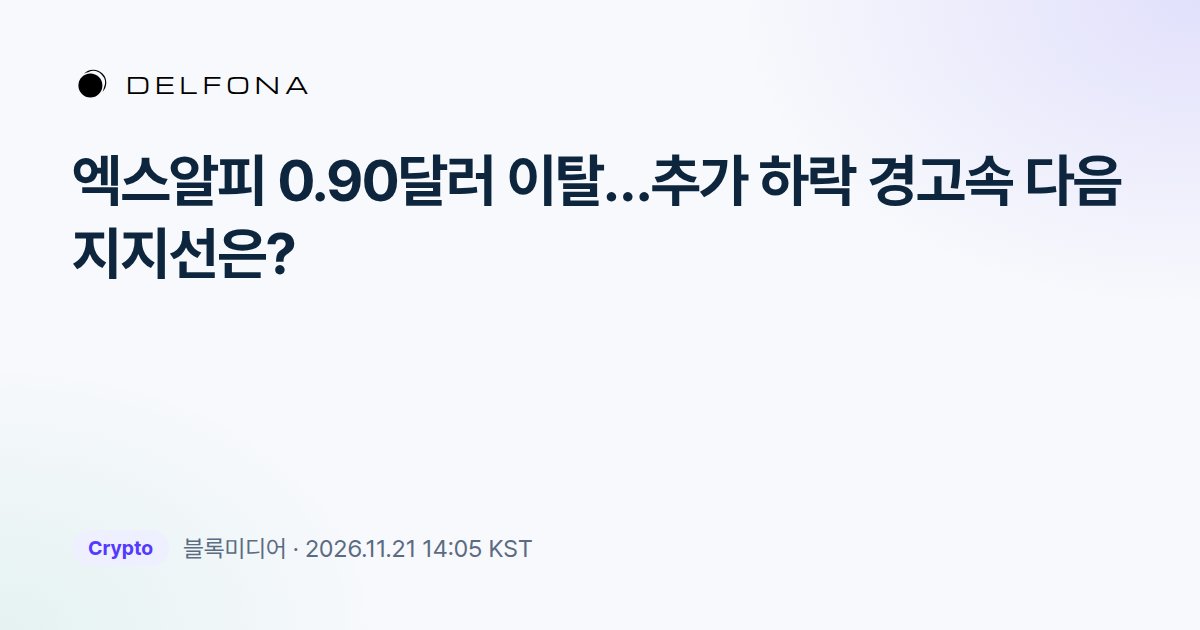 DELFONA
엑스알피 0.90달러 이탈...추가 하락 경고속 다음
지지선은?
Crypto 블록미디어 · 2026.11.21 14:05 KST